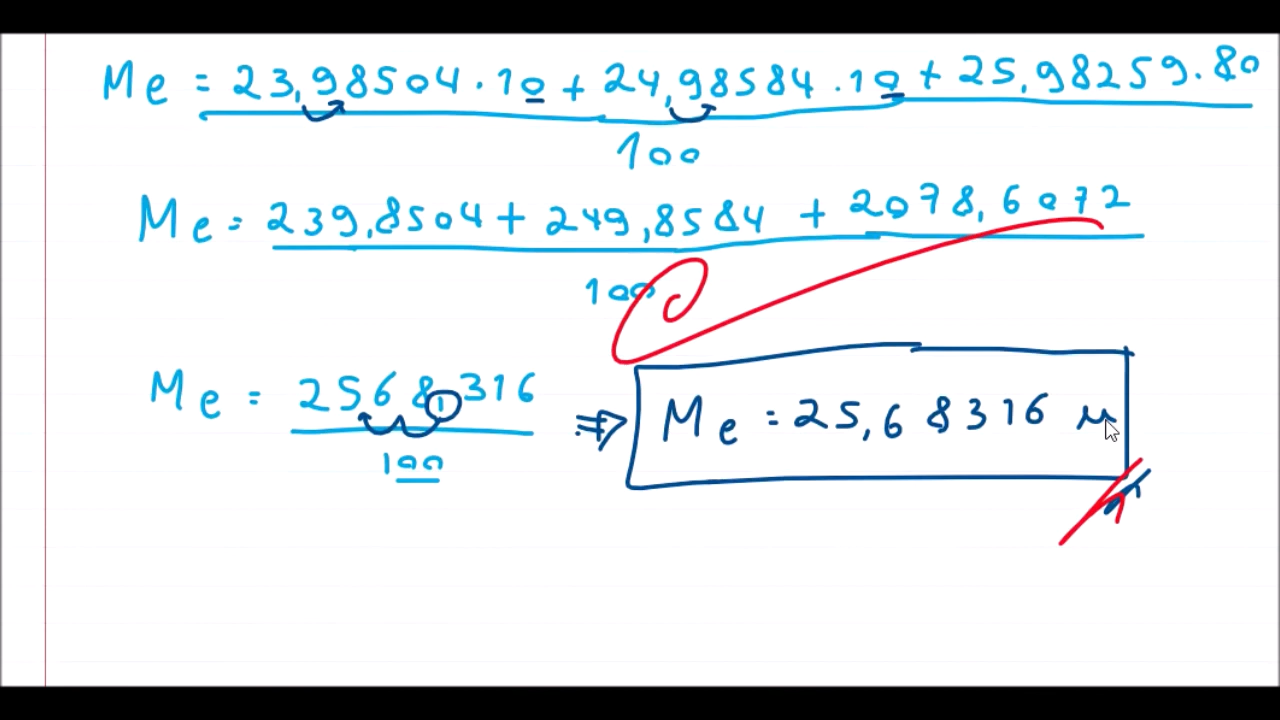 Me = 23,98504.10 + 24,98584.10 + 25,98259.80
100
Me = 239,8504 + 249,8584 + 2078,6072
100
Me = 2568,316 ⇒ Me = 25,68316 u
100